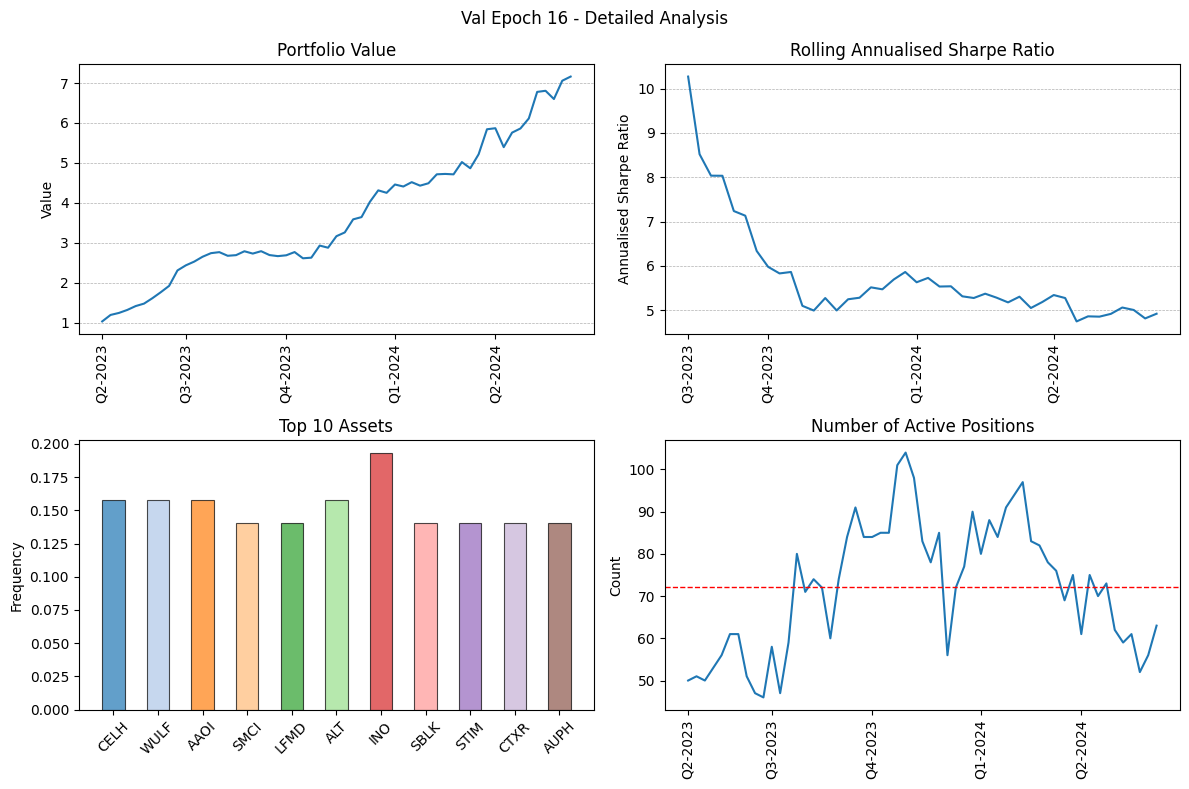 Val Epoch 16 - Detailed Analysis
Portfolio Value
Value
7
6
5
4
3
2
1
Q2-2023
Q3-2023
Q4-2023
Q1-2024
Q2-2024
Rolling Annualised Sharpe Ratio
Annualised Sharpe Ratio
10
9
8
7
6
5
Q3-2023
Q4-2023
Q1-2024
Q2-2024
Top 10 Assets
Frequency
0.200
0.175
0.150
0.125
0.100
0.075
0.050
0.025
0.000
CELH
WULF
AAOI
SMCI
LFMD
ALT
INO
SBLK
STIM
CTXR
AUPH
Number of Active Positions
Count
100
90
80
70
60
50
Q2-2023
Q3-2023
Q4-2023
Q1-2024
Q2-2024